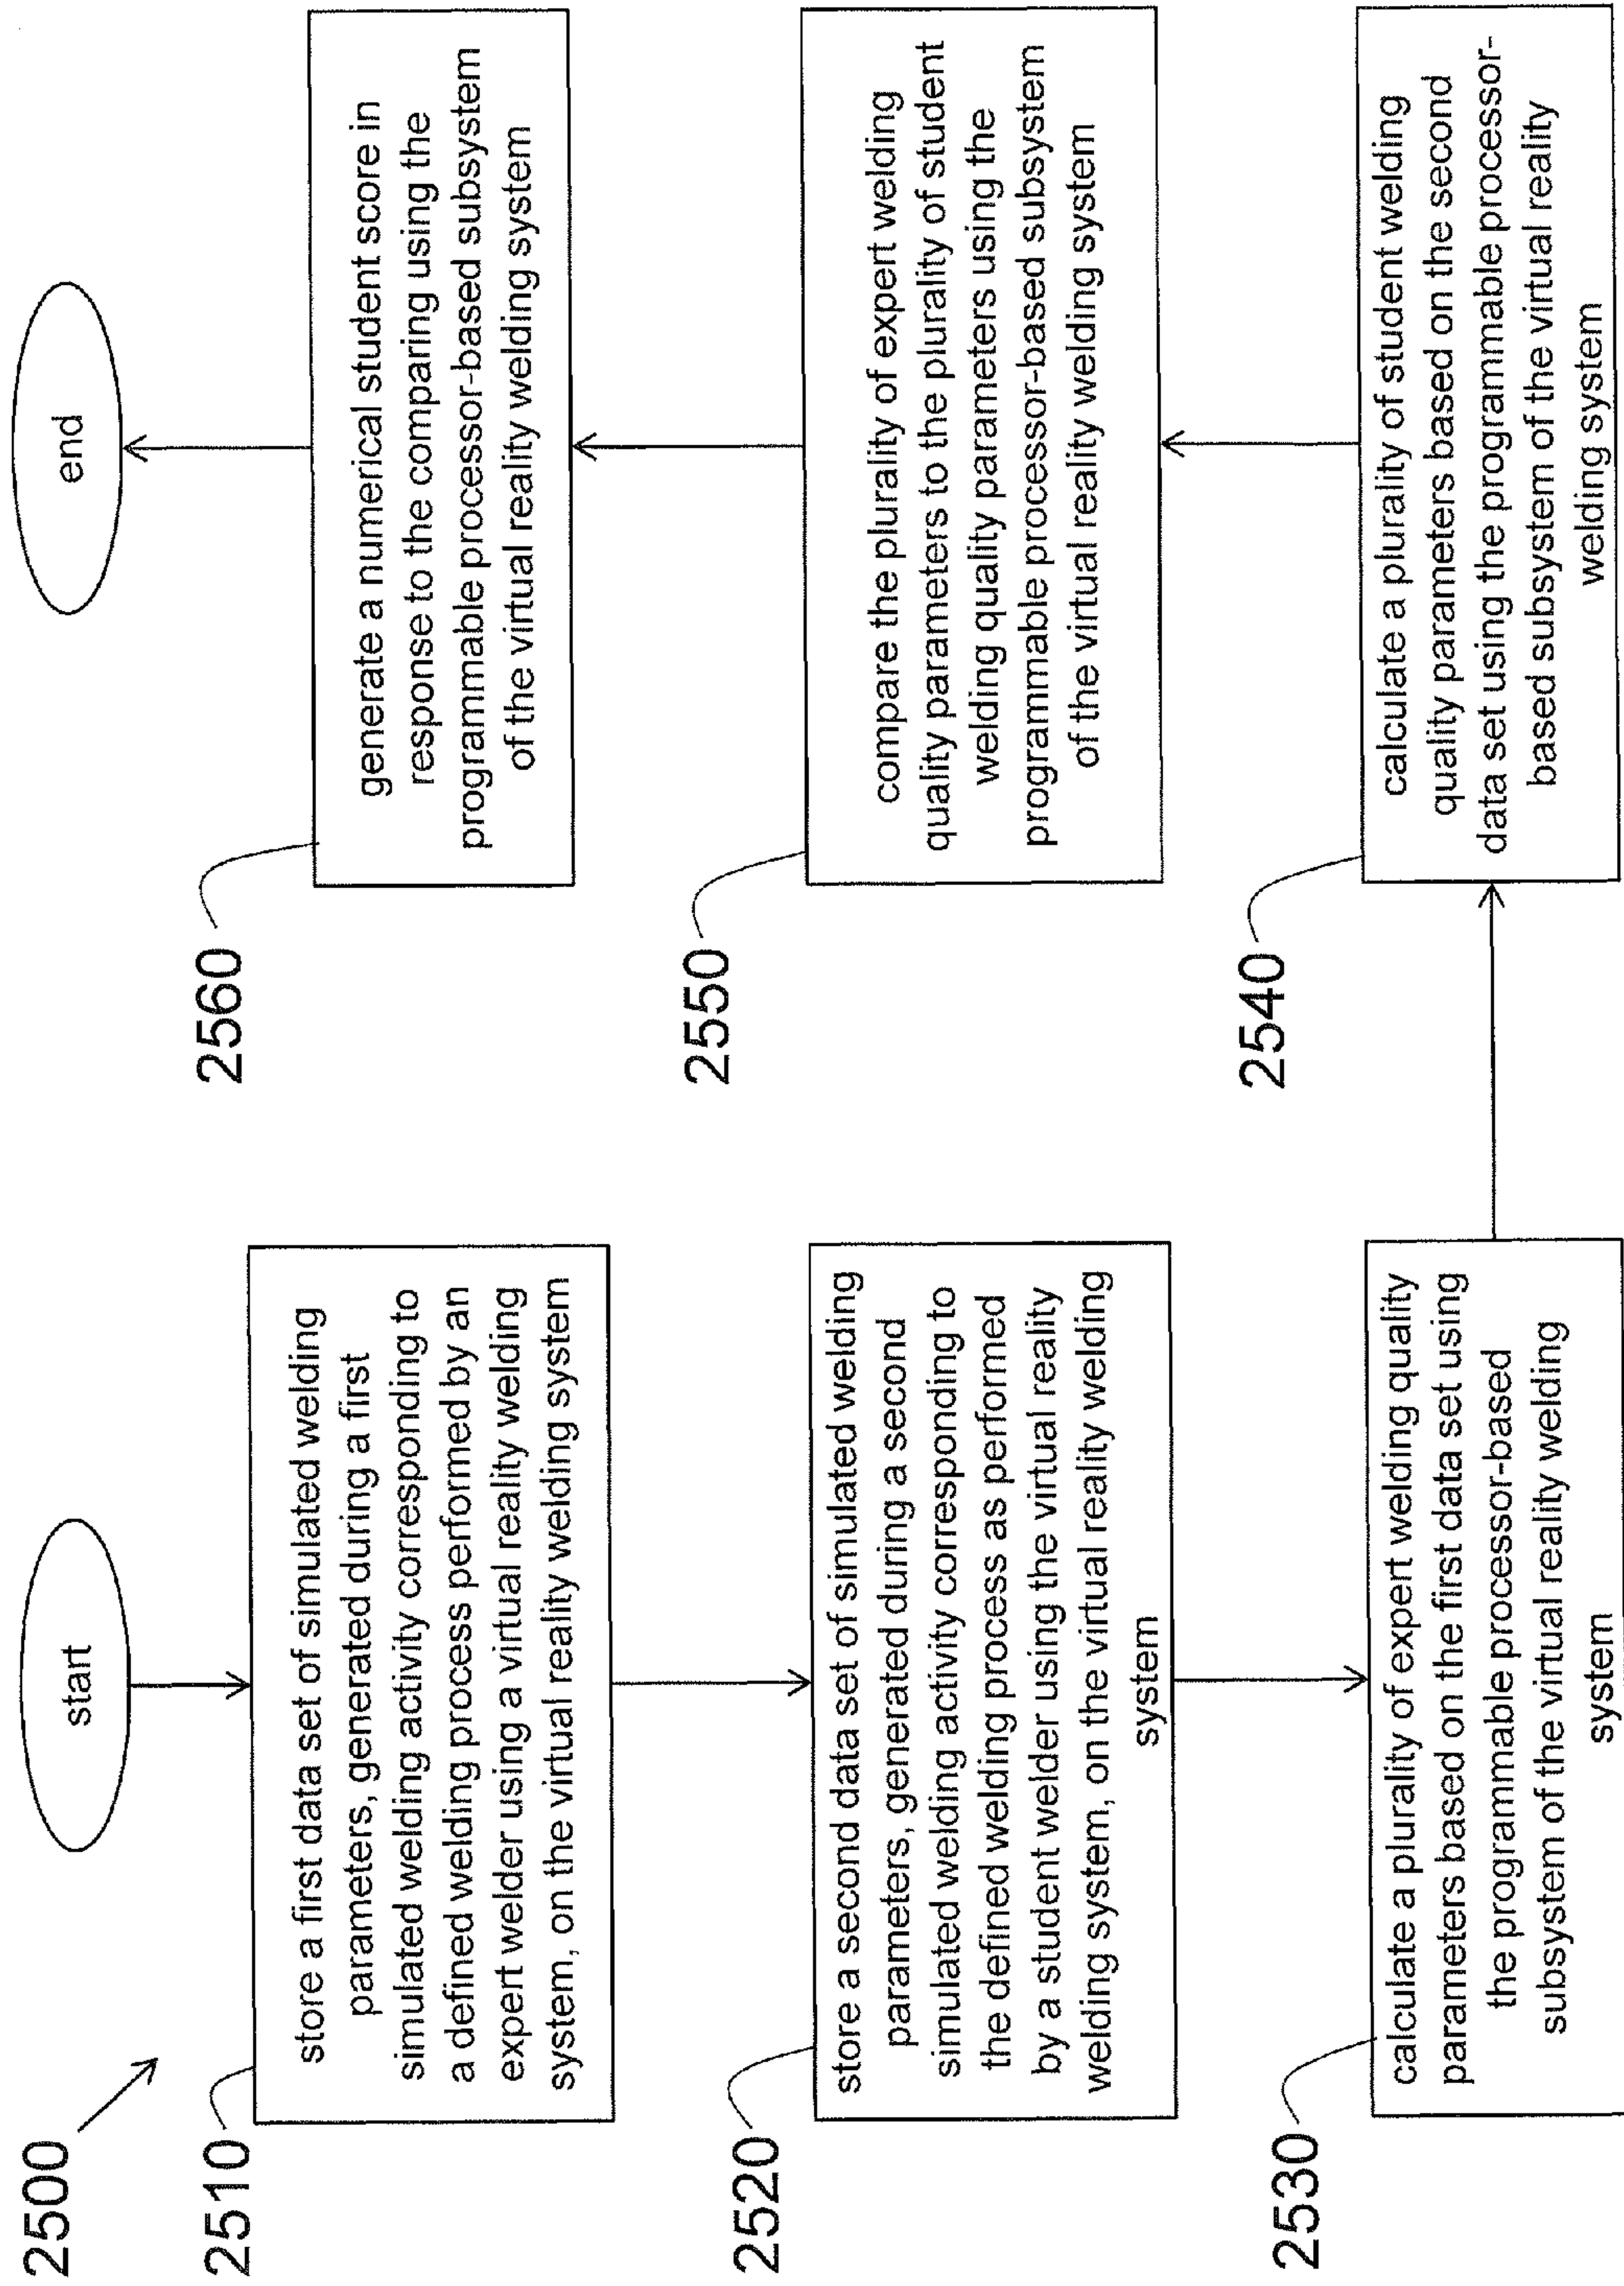 2500
start
2510
store a first data set of simulated welding
parameters, generated during a first
simulated welding activity corresponding to
a defined welding process performed by an
expert welder using a virtual reality welding
system, on the virtual reality welding system
2520
store a second data set of simulated welding
parameters, generated during a second
simulated welding activity corresponding to
the defined welding process as performed
by a student welder using the virtual reality
welding system, on the virtual reality welding
system
2530
calculate a plurality of expert welding quality
parameters based on the first data set using
the programmable processor-based
subsystem of the virtual reality welding
system
2540
calculate a plurality of student welding
quality parameters based on the second
data set using the programmable processor-
based subsystem of the virtual reality
welding system
2550
compare the plurality of expert welding
quality parameters to the plurality of student
welding quality parameters using the
programmable processor-based subsystem
of the virtual reality welding system
2560
generate a numerical student score in
response to the comparing using the
programmable processor-based subsystem
of the virtual reality welding system
end